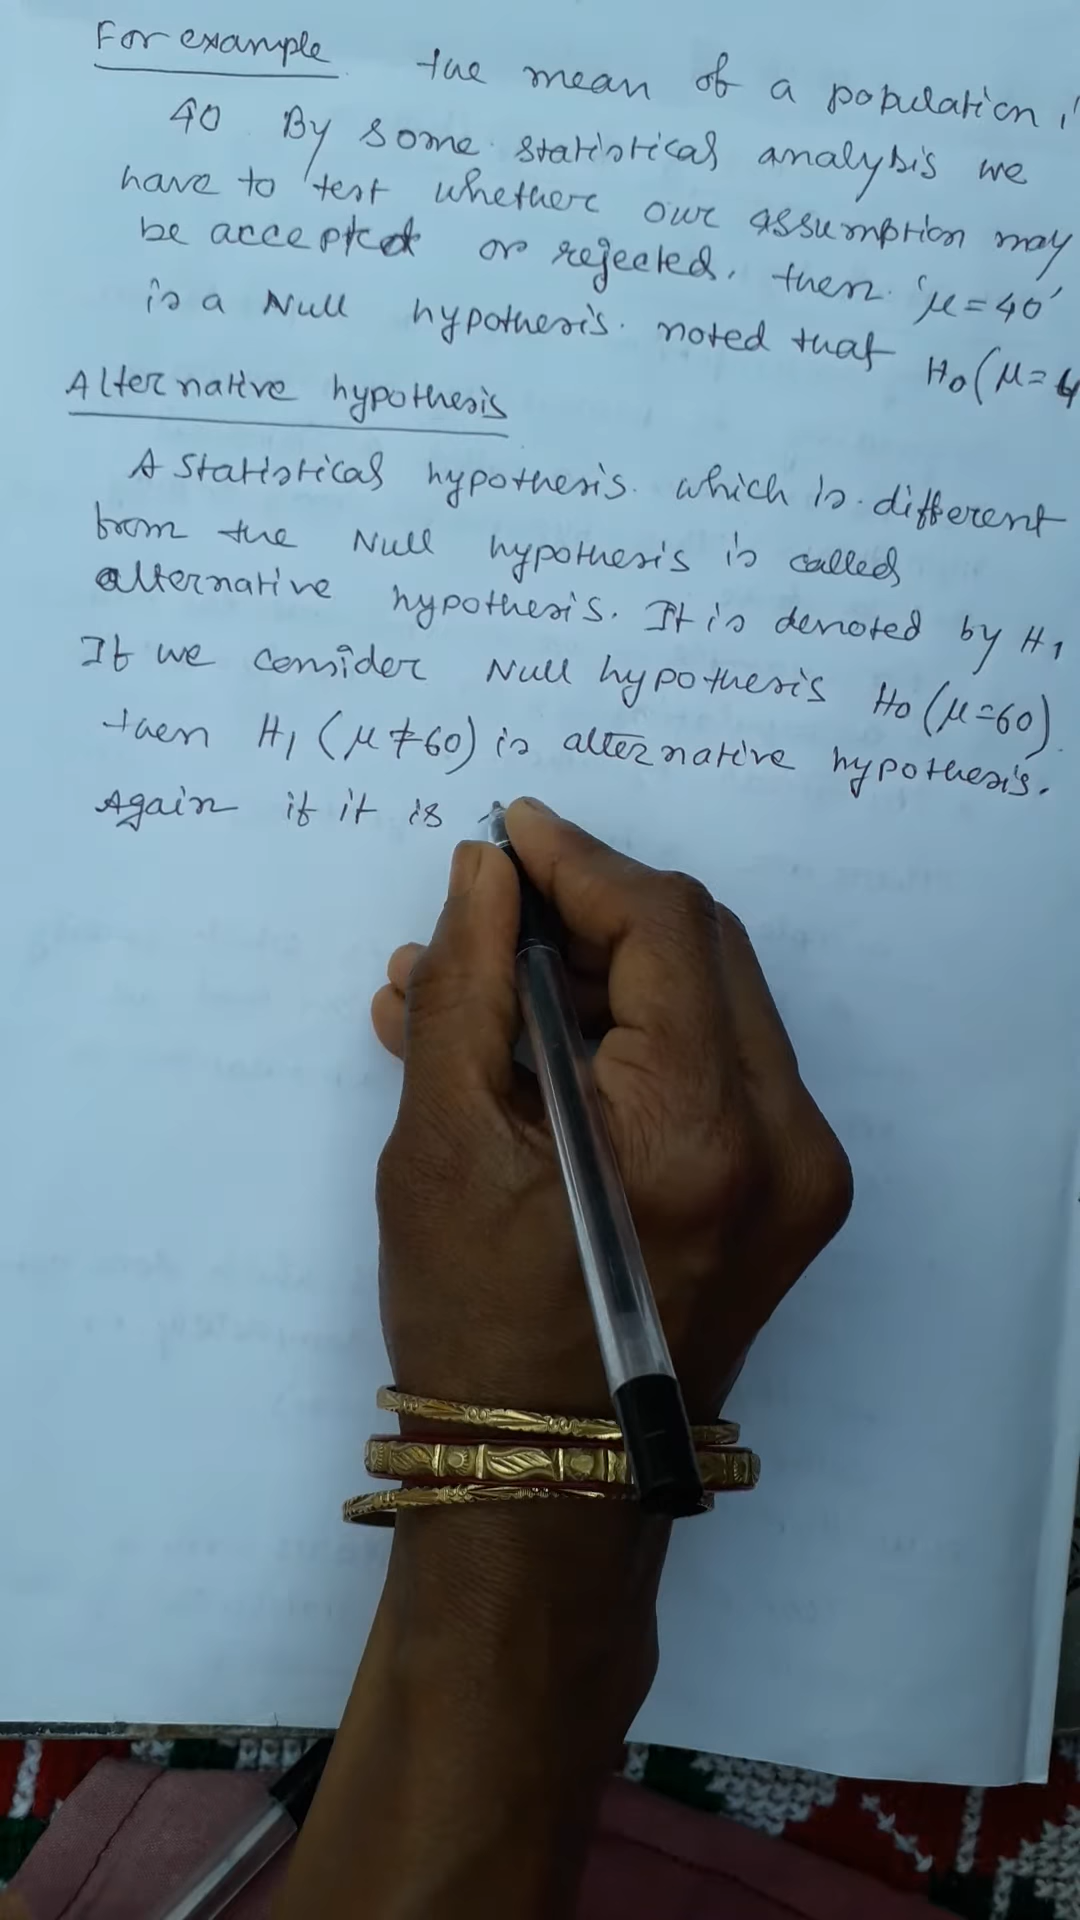 For example the mean of a population
40 By some statistical analysis we
have to test whether our assumption may
be accepted or rejected. then 'μ=40'
is a Null hypothesis. noted that H0(μ=4
Alternative hypothesis
A Statistical hypothesis. which is different
from the Null hypothesis is called
alternative hypothesis. It is denoted by H1
If we consider Null hypothesis H0(μ=60).
then H1(μ≠60) is alternative hypothesis.
Again if it is